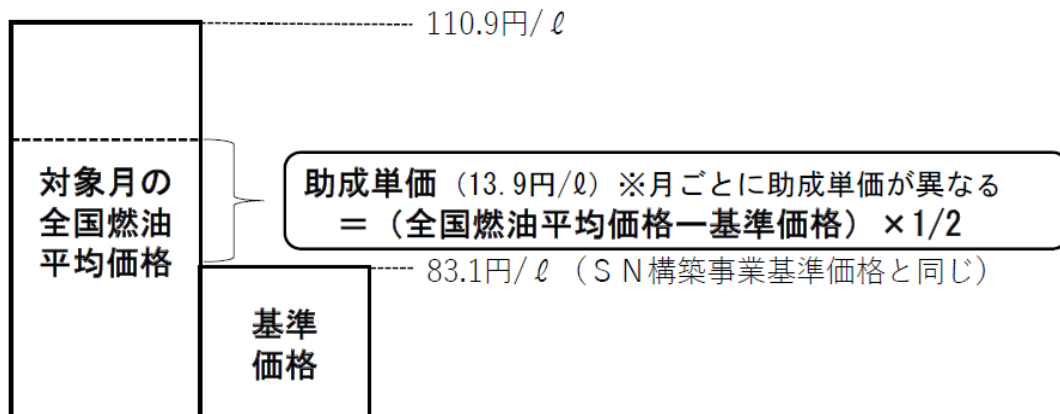 110.9円/ℓ
対象月の
全国燃油
平均価格
助成単価（13.9円/ℓ）※月ごとに助成単価が異なる
＝（全国燃油平均価格ー基準価格）×1/2
83.1円/ℓ（ＳＮ構築事業基準価格と同じ）
基準
価格